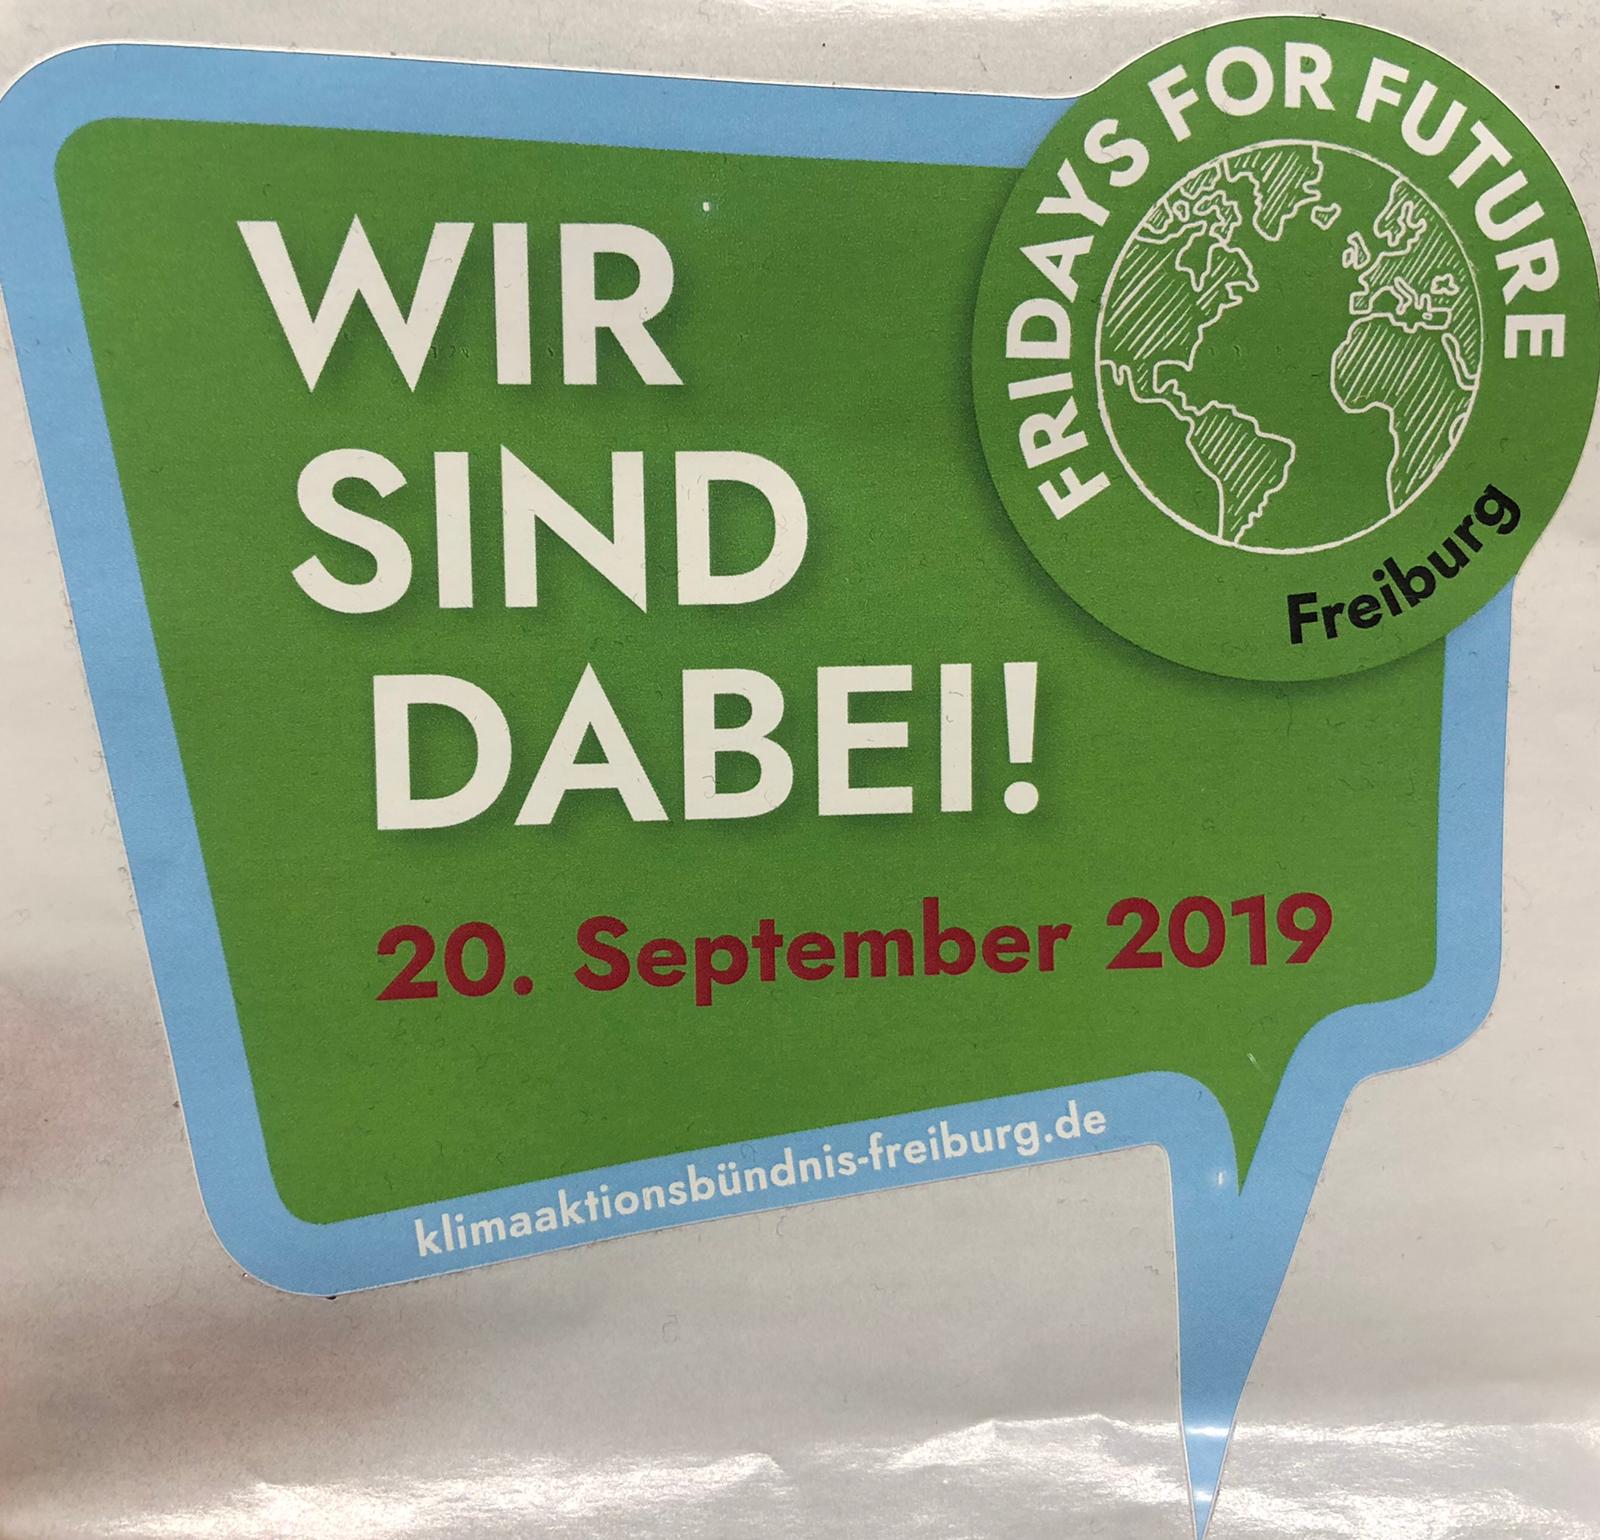 FRIDAYS FOR FUTURE
Freiburg
WIR
SIND
DABEI!
20. September 2019
klimaaktionsbündnis-freiburg.de